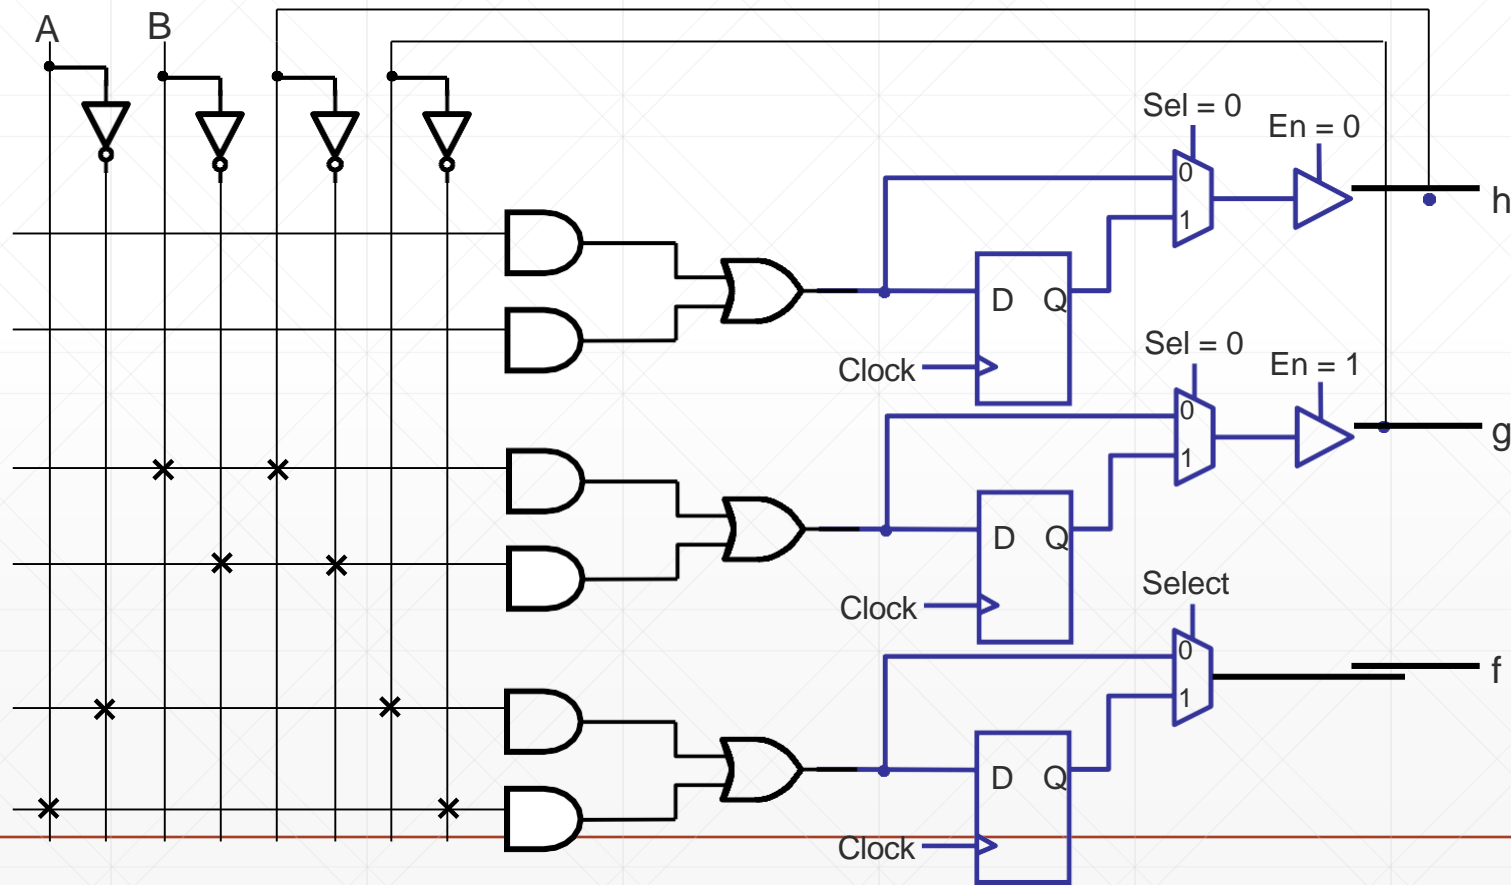 A
B
Sel = 0
En = 0
0
1
h
D Q
Clock
Sel = 0
En = 1
0
1
g
D Q
Clock
Select
0
1
f
D Q
Clock